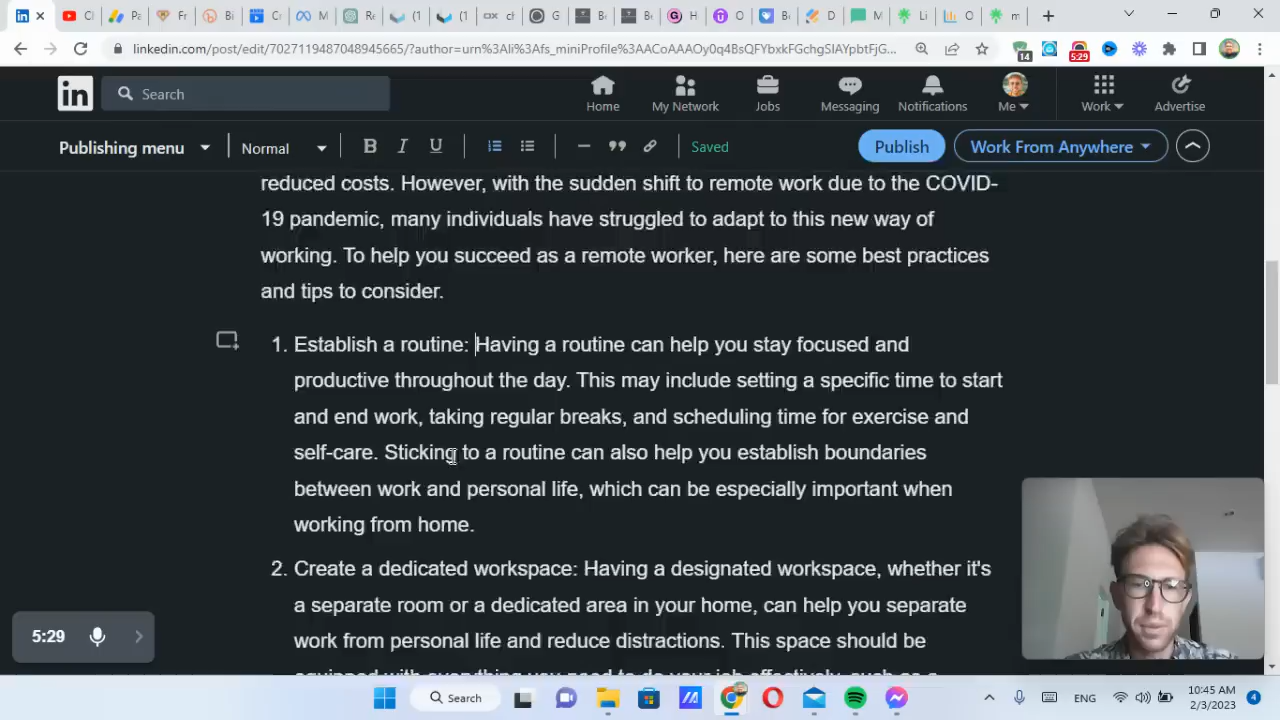 linkedin.com/post/edit/7027119487048945665/?author=urn%3Ali%3Afs_miniProfile%3AACoAAAOy0q4BsQFYbxkFGchgSIAYpbtFjG...
14
5:29
in
Search
Home
My Network
Jobs
Messaging
Notifications
Me
Work
Advertise
Publishing menu
Normal
B I U
Saved
Publish
Work From Anywhere
reduced costs. However, with the sudden shift to remote work due to the COVID-
19 pandemic, many individuals have struggled to adapt to this new way of
working. To help you succeed as a remote worker, here are some best practices
and tips to consider.
1. Establish a routine: Having a routine can help you stay focused and
productive throughout the day. This may include setting a specific time to start
and end work, taking regular breaks, and scheduling time for exercise and
self-care. Sticking to a routine can also help you establish boundaries
between work and personal life, which can be especially important when
working from home.
2. Create a dedicated workspace: Having a designated workspace, whether it's
a separate room or a dedicated area in your home, can help you separate
work from personal life and reduce distractions. This space should be
5:29
Search
ENG
10:45 AM
2/3/2023
4